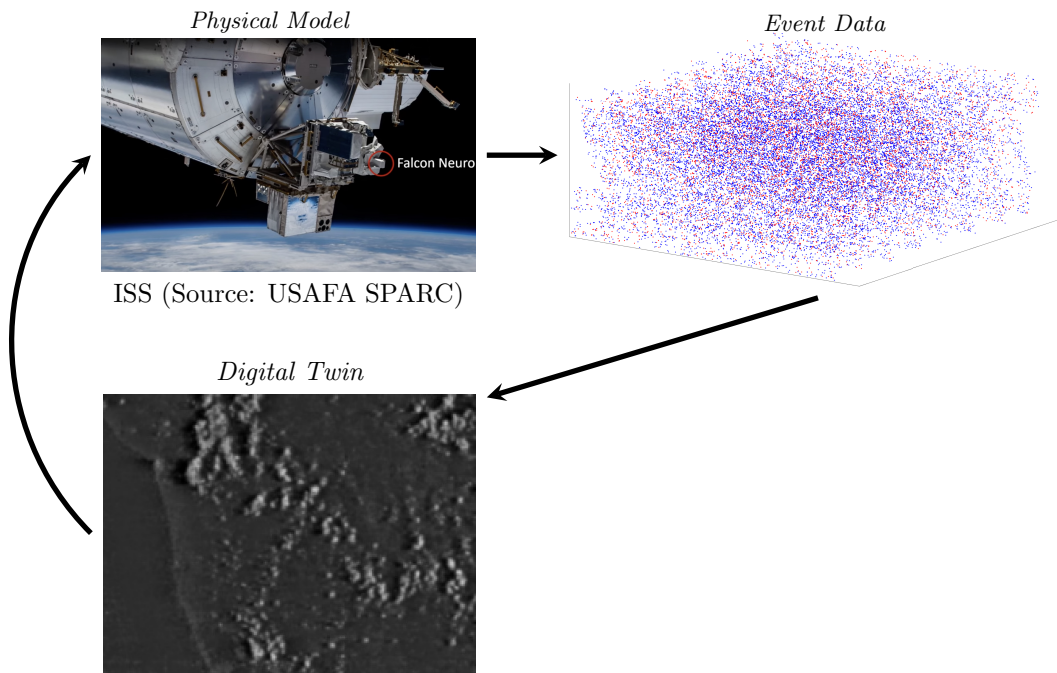 Physical Model
Event Data
Falcon Neuro
ISS (Source: USAFA SPARC)
Digital Twin